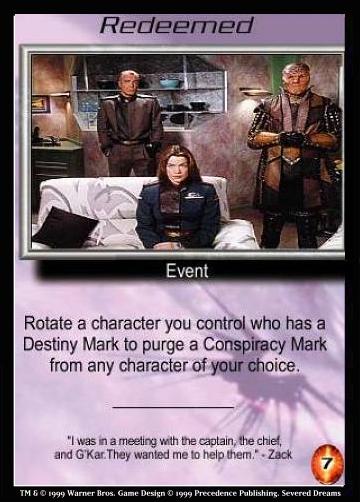 Redeemed
Event
Rotate a character you control who has a
Destiny Mark to purge a Conspiracy Mark
from any character of your choice.
"I was in a meeting with the captain, the chief,
and G'Kar.They wanted me to help them." - Zack
7
TM & © 1999 Warner Bros. Game Design © 1999 Precedence Publishing. Severed Dreams